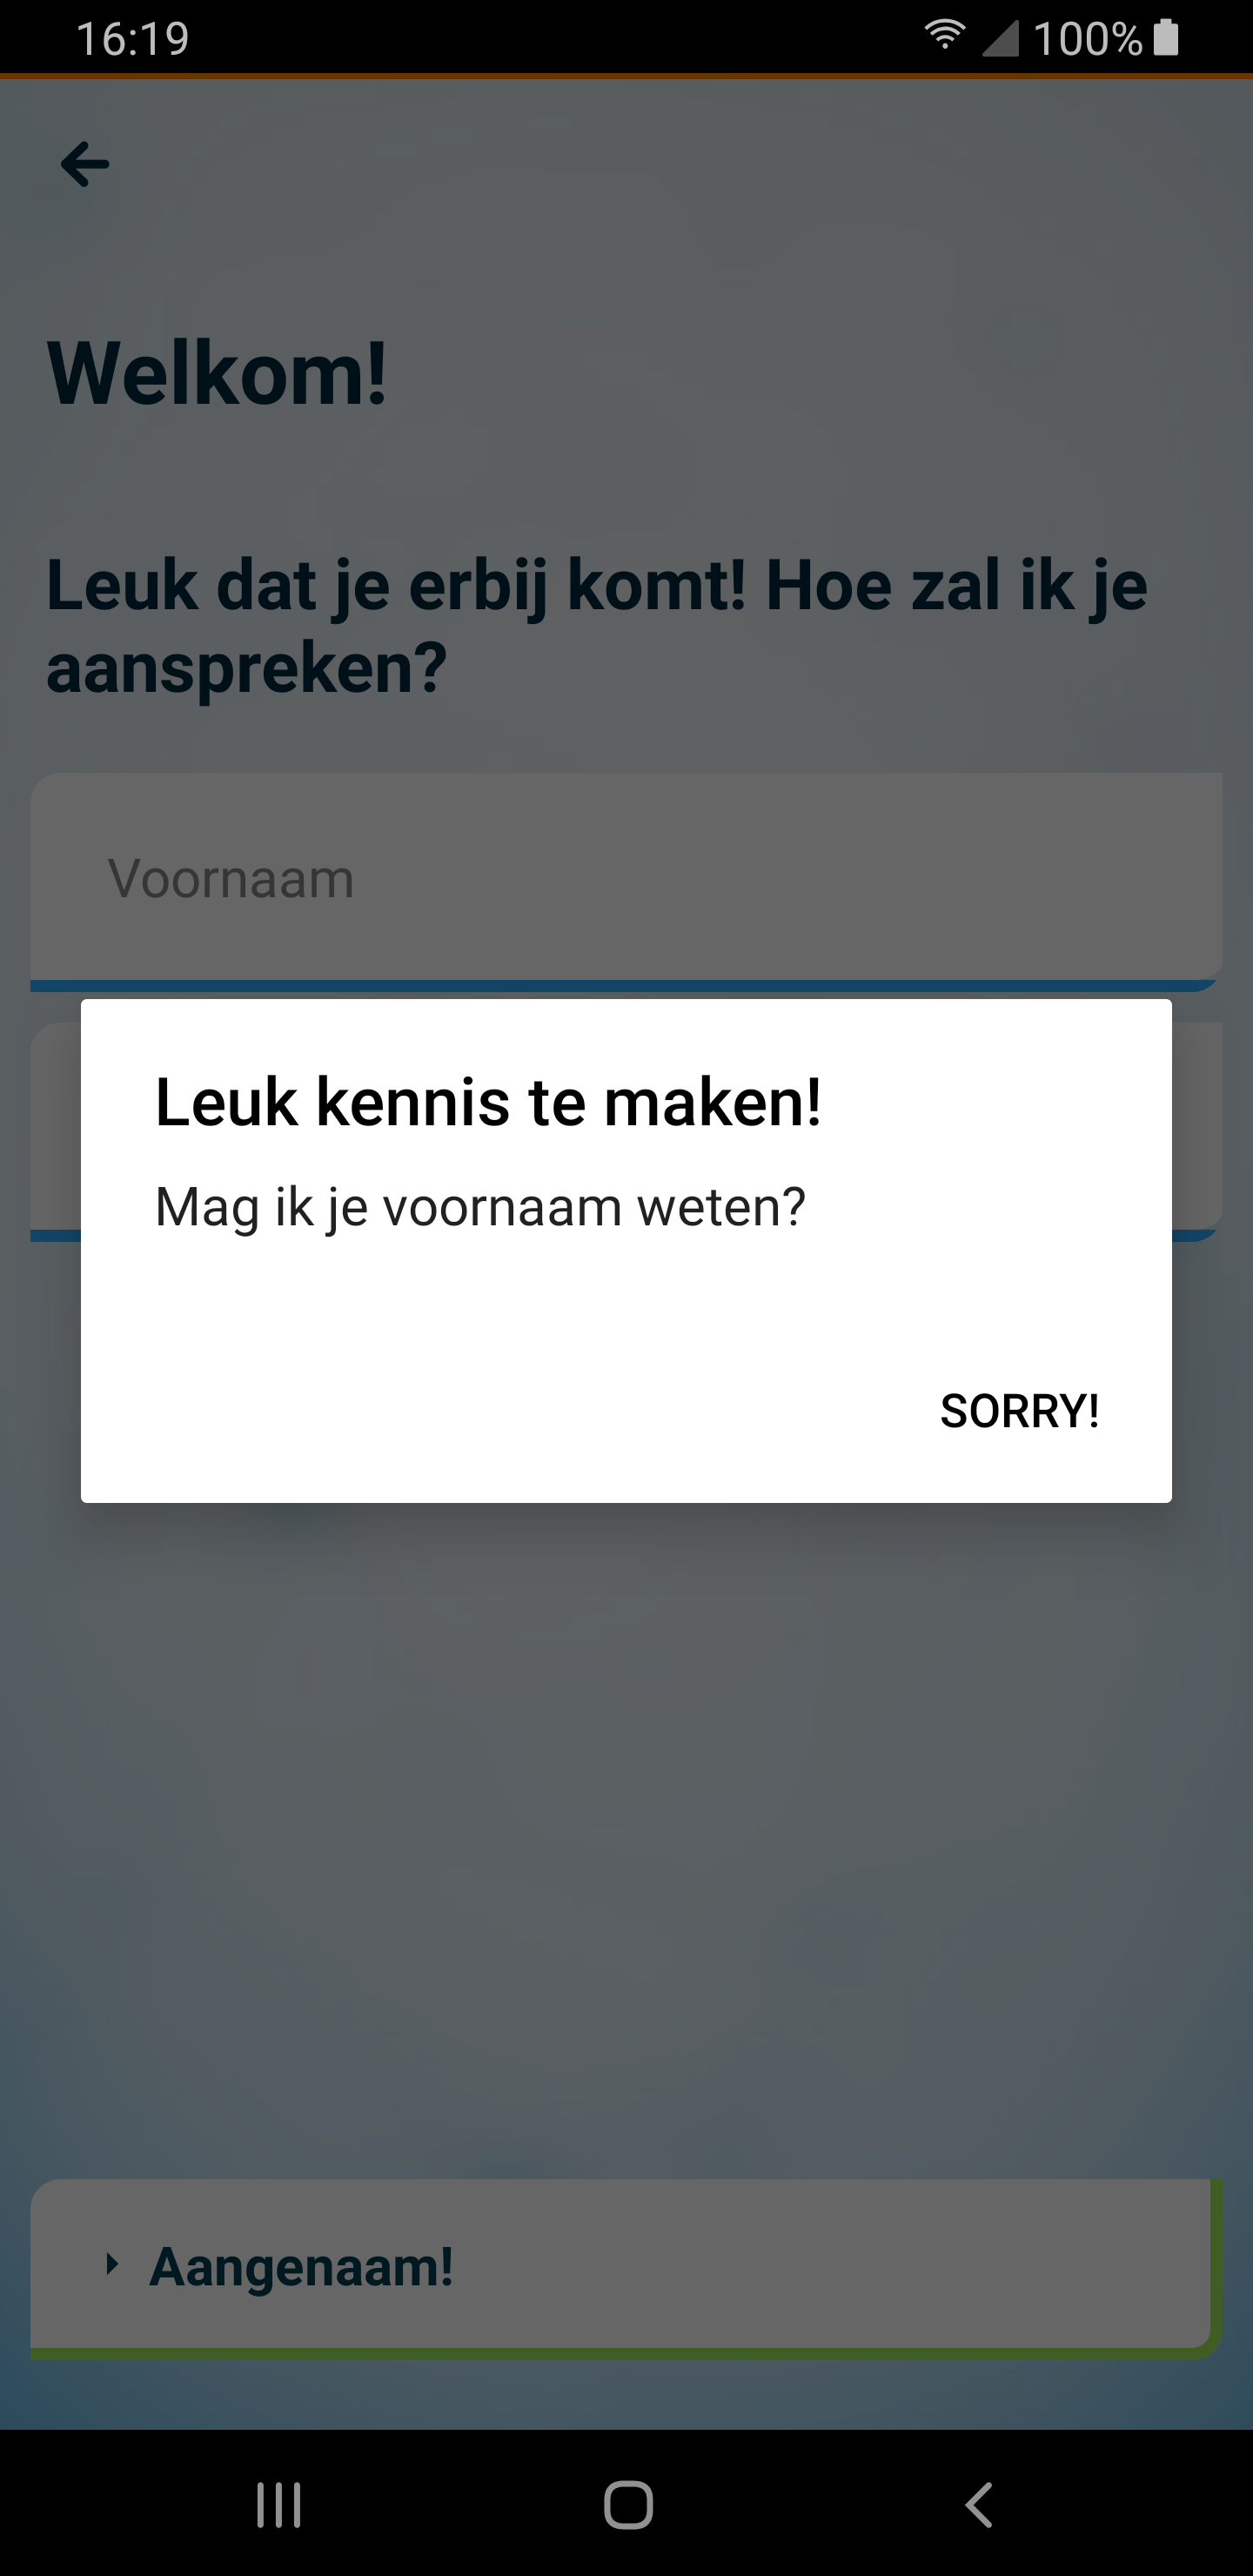 16:19
100%
Welkom!
Leuk dat je erbij komt! Hoe zal ik je
aanspreken?
Voornaam
Leuk kennis te maken!
Mag ik je voornaam weten?
SORRY!
Aangenaam!